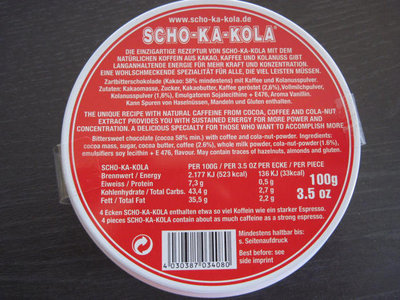 www.scho-ka-kola.de
SCHO-KA-KOLA®
DIE EINZIGARTIGE REZEPTUR VON SCHO-KA-KOLA MIT DEM
NATÜRLICHEN KOFFEIN AUS KAKAO, KAFFEE UND KOLANUSS GIBT
LANGANHALTENDE ENERGIE FÜR MEHR KRAFT UND KONZENTRATION.
EINE WOHLSCHMECKENDE SPEZIALITÄT FÜR ALLE, DIE VIEL LEISTEN MÜSSEN.
Zartbitterschokolade (Kakao: 58% mindestens) mit Kaffee und Kolanusspulver.
Zutaten: Kakaomasse, Zucker, Kakaobutter, Kaffee geröstet (2,6%), Vollmilchpulver,
Kolanusspulver (1,6%), Emulgatoren Sojalecithine + E476, Aroma Vanillin.
Kann Spuren von Haselnüssen, Mandeln und Gluten enthalten.
THE UNIQUE RECIPE WITH NATURAL CAFFEINE FROM COCOA, COFFEE AND COLA-NUT
EXTRACT PROVIDES YOU WITH SUSTAINED ENERGY FOR MORE POWER AND
CONCENTRATION. A DELICIOUS SPECIALITY FOR THOSE WHO WANT TO ACCOMPLISH MORE.
Bittersweet chocolate (cocoa 58% min.) with coffee and cola-nut-powder. Ingredients:
cocoa mass, sugar, cocoa butter, coffee (2.6%), whole milk powder, cola-nut-powder (1.6%),
emulsifiers soy lecithin + E 476, flavour. May contain traces of hazelnuts, almonds and gluten.
SCHO-KA-KOLA PER 100G / PER 3.5 OZ PER ECKE / PER PIECE
Brennwert / Energy 2.177 KJ (523 kcal) 136 KJ (33kcal)
Eiweiss / Protein 7,3 g 0,5 g
Kohlenhydrate / Total Carbs. 43,4 g 2,7 g
Fett / Total Fat 35,5 g 2,2 g
100g
3.5 oz
4 Ecken SCHO-KA-KOLA enthalten etwa so viel Koffein wie ein starker Espresso.
4 pieces SCHO-KA-KOLA contain about as much caffeine as a strong espresso.
Mindestens haltbar bis:
s. Seitenaufdruck
Best before: see
side imprint
4 030387 034080